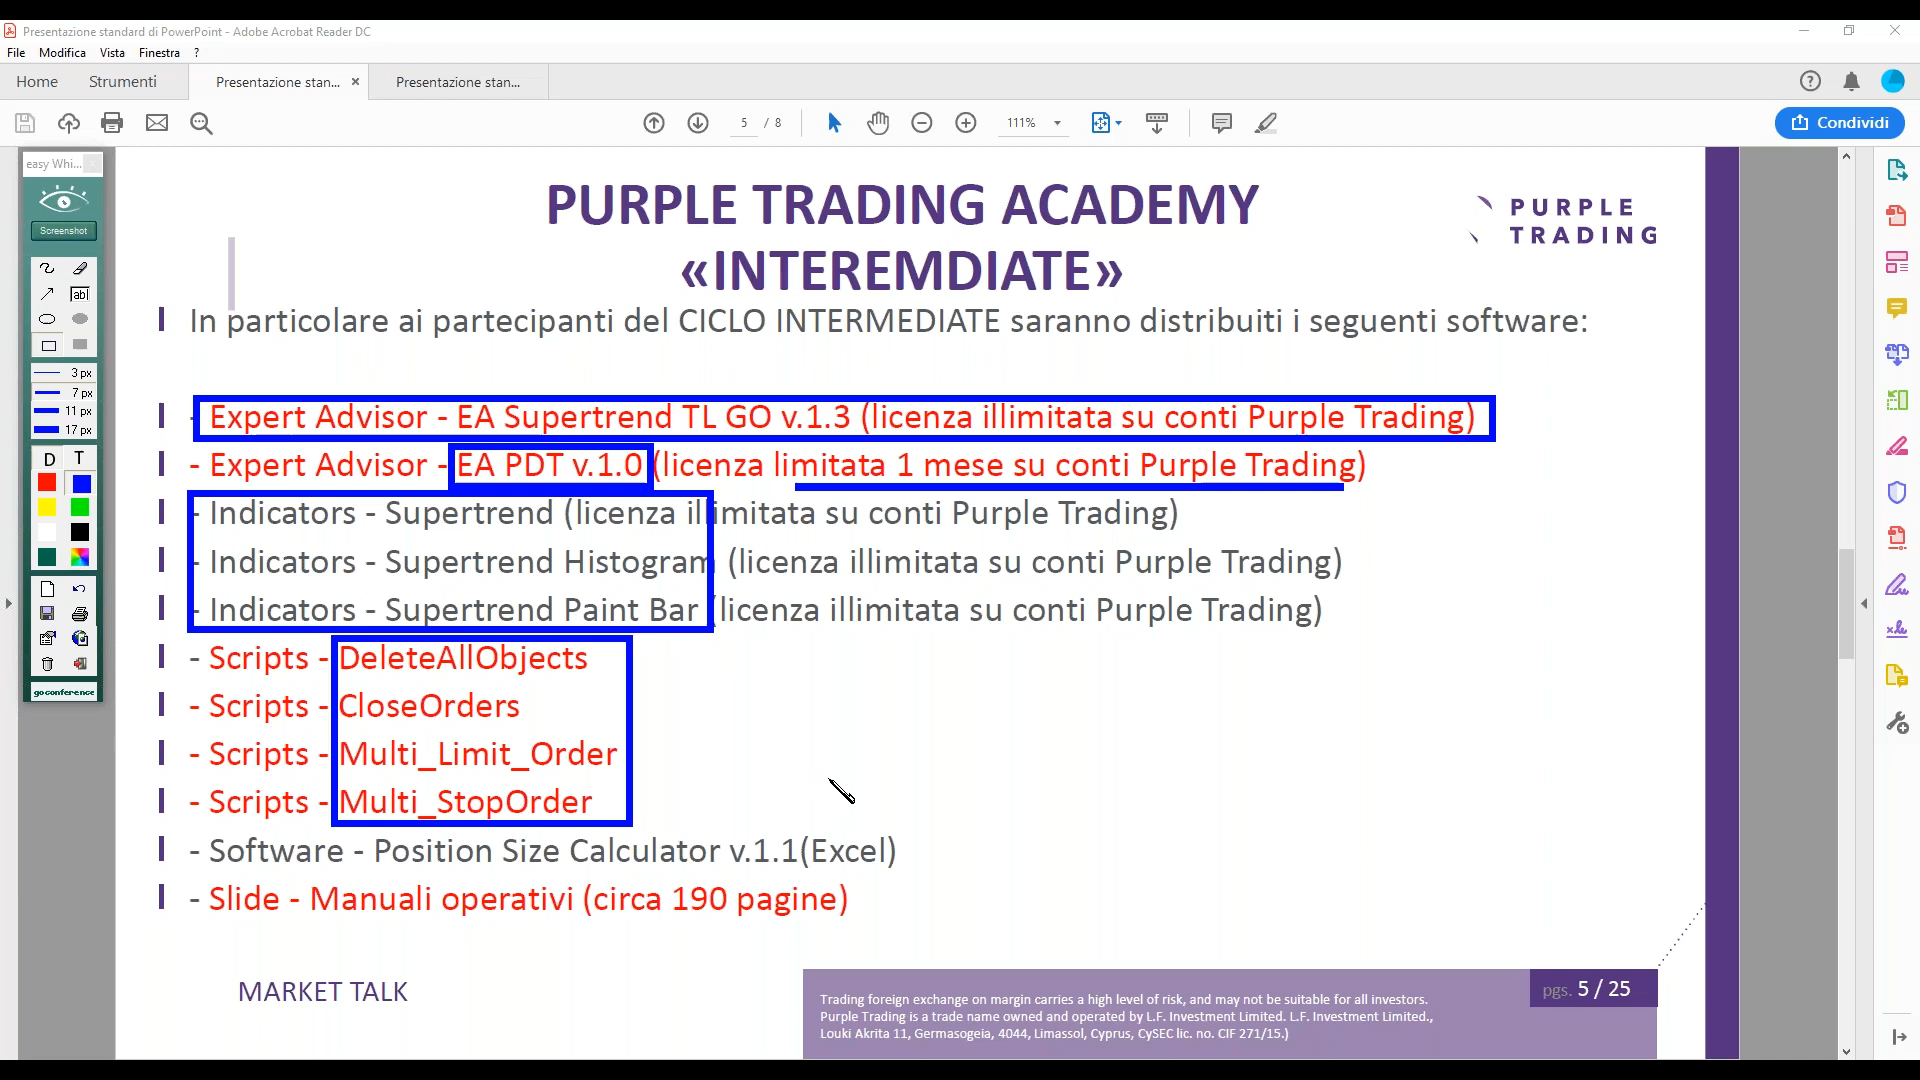 Presentazione standard di PowerPoint - Adobe Acrobat Reader DC
File Modifica Vista Finestra ?
Home Strumenti Presentazione stan... × Presentazione stan...
5 / 8 111% Condividi
easy Whi...
Screenshot
ab
3 px
7 px
11 px
17 px
D T
goconference
PURPLE TRADING ACADEMY
«INTEREMDIATE»
PURPLE
TRADING
In particolare ai partecipanti del CICLO INTERMEDIATE saranno distribuiti i seguenti software:
- Expert Advisor - EA Supertrend TL GO v.1.3 (licenza illimitata su conti Purple Trading)
- Expert Advisor - EA PDT v.1.0 (licenza limitata 1 mese su conti Purple Trading)
- Indicators - Supertrend (licenza illimitata su conti Purple Trading)
- Indicators - Supertrend Histogram (licenza illimitata su conti Purple Trading)
- Indicators - Supertrend Paint Bar (licenza illimitata su conti Purple Trading)
- Scripts - DeleteAllObjects
- Scripts - CloseOrders
- Scripts - Multi_Limit_Order
- Scripts - Multi_StopOrder
- Software - Position Size Calculator v.1.1(Excel)
- Slide - Manuali operativi (circa 190 pagine)
MARKET TALK
Trading foreign exchange on margin carries a high level of risk, and may not be suitable for all investors.
Purple Trading is a trade name owned and operated by L.F. Investment Limited. L.F. Investment Limited.,
Louki Akrita 11, Germasogeia, 4044, Limassol, Cyprus, CySEC lic. no. CIF 271/15.)
pgs. 5 / 25